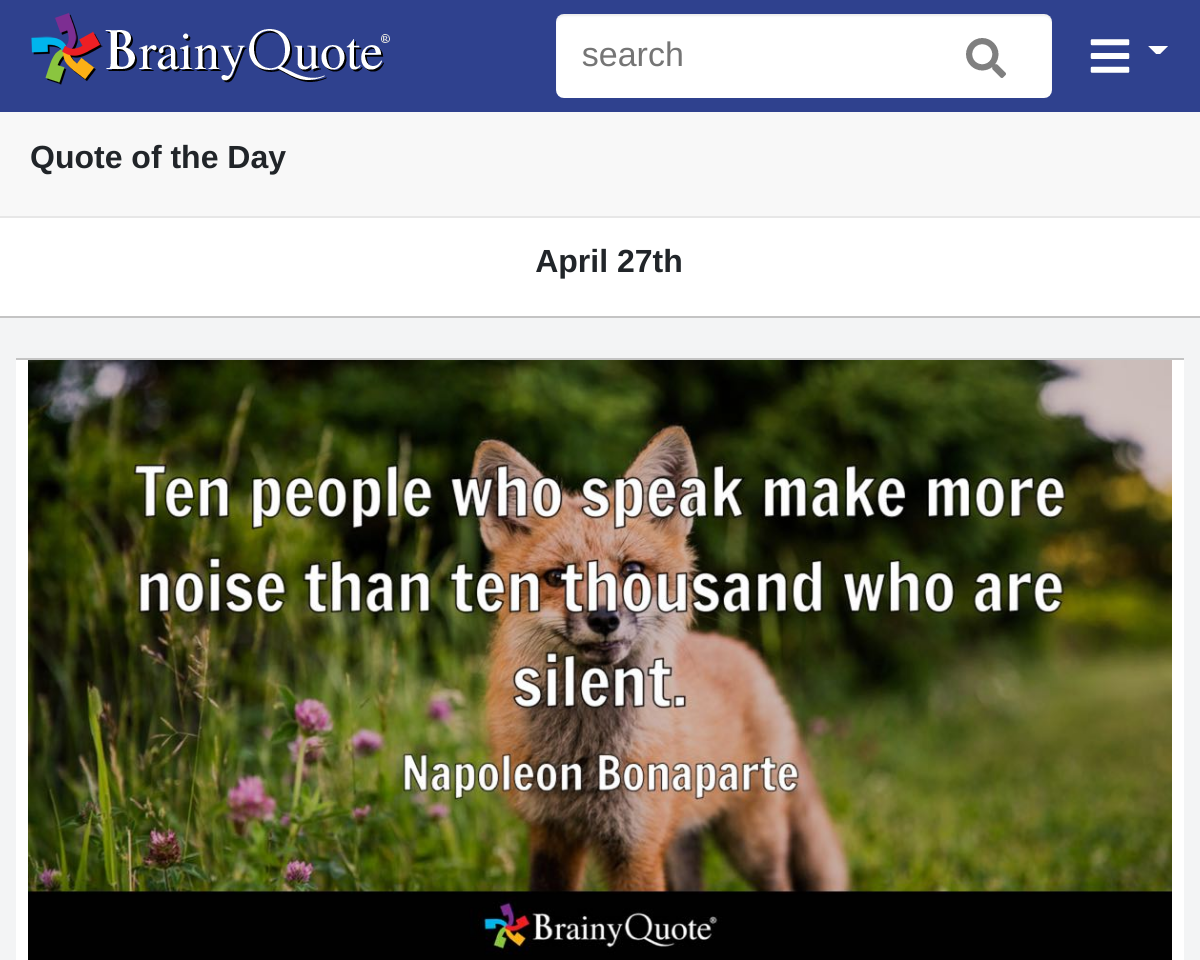 BrainyQuote®
search
Quote of the Day
April 27th
Ten people who speak make more
noise than ten thousand who are
silent.
Napoleon Bonaparte
BrainyQuote®